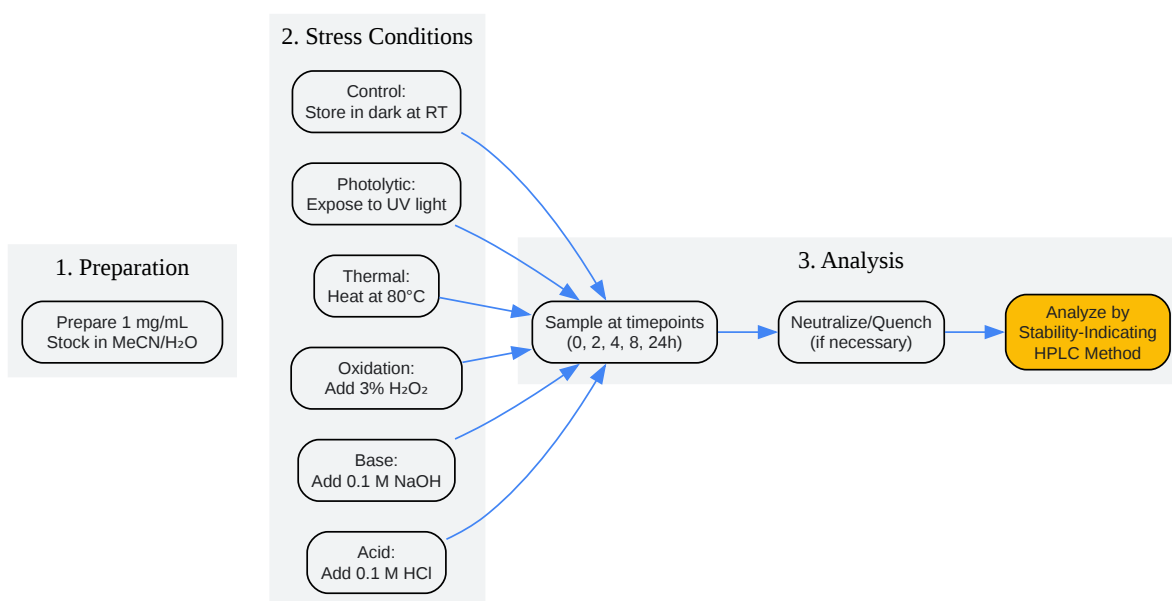 1. Preparation
Prepare 1 mg/mL
Stock in MeCN/H₂O
2. Stress Conditions
Control:
Store in dark at RT
Photolytic:
Expose to UV light
Thermal:
Heat at 80°C
Oxidation:
Add 3% H₂O₂
Base:
Add 0.1 M NaOH
Acid:
Add 0.1 M HCl
3. Analysis
Sample at timepoints
(0, 2, 4, 8, 24h)
Neutralize/Quench
(if necessary)
Analyze by
Stability-Indicating
HPLC Method